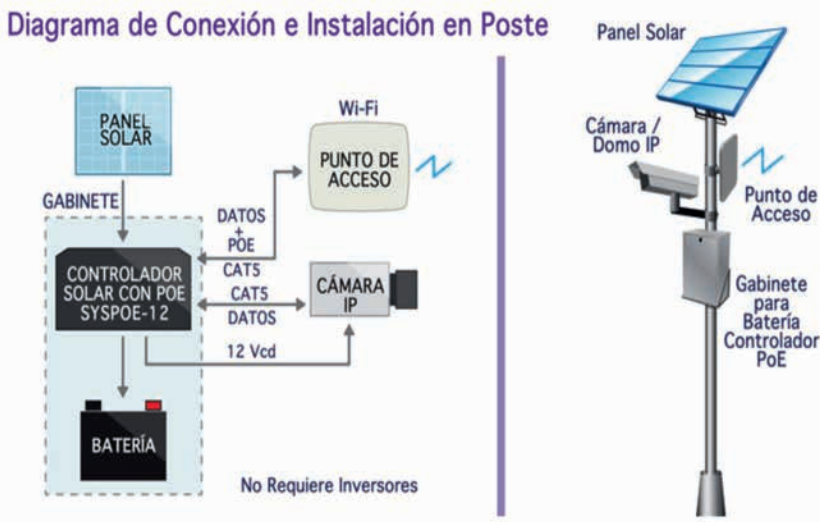 Diagrama de Conexión e Instalación en Poste
PANEL
SOLAR
GABINETE
CONTROLADOR
SOLAR CON POE
SYSPOE-12
BATERÍA
Wi-Fi
PUNTO DE
ACCESO
DATOS
+
POE
CAT5
CAT5
DATOS
CÁMARA
IP
12 Vcd
No Requiere Inversores
Panel Solar
Cámara /
Domo IP
Punto de
Acceso
Gabinete
para
Batería
Controlador
PoE